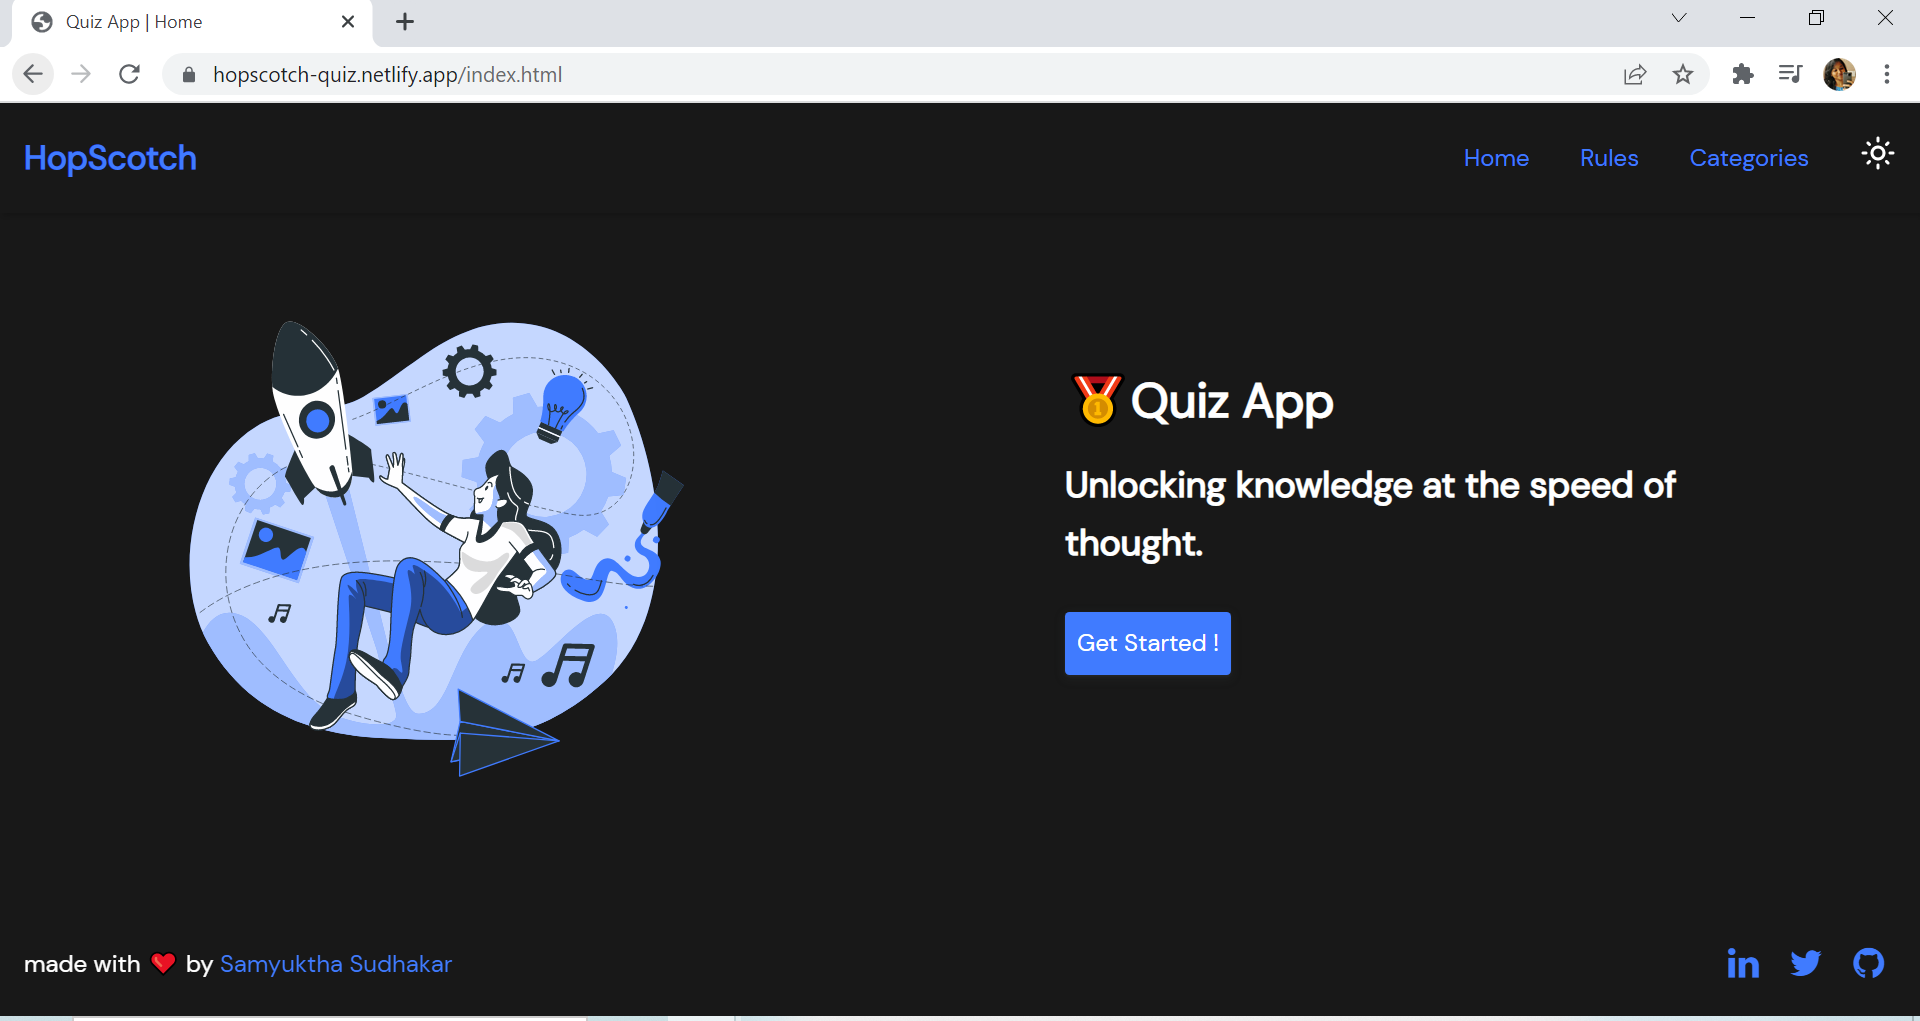 Quiz App | Home
hopscotch-quiz.netlify.app/index.html
HopScotch
Home Rules Categories
Quiz App
Unlocking knowledge at the speed of
thought.
Get Started !
made with ❤️ by Samyuktha Sudhakar